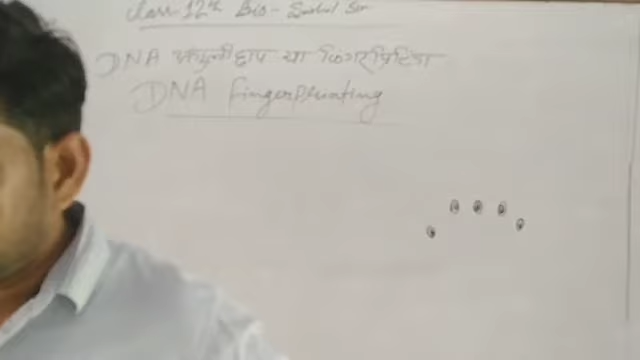 Class 12th Bio - Sushil Sir
DNA अंगुलीछाप या फिंगरप्रिंटिंग
DNA Fingerprinting